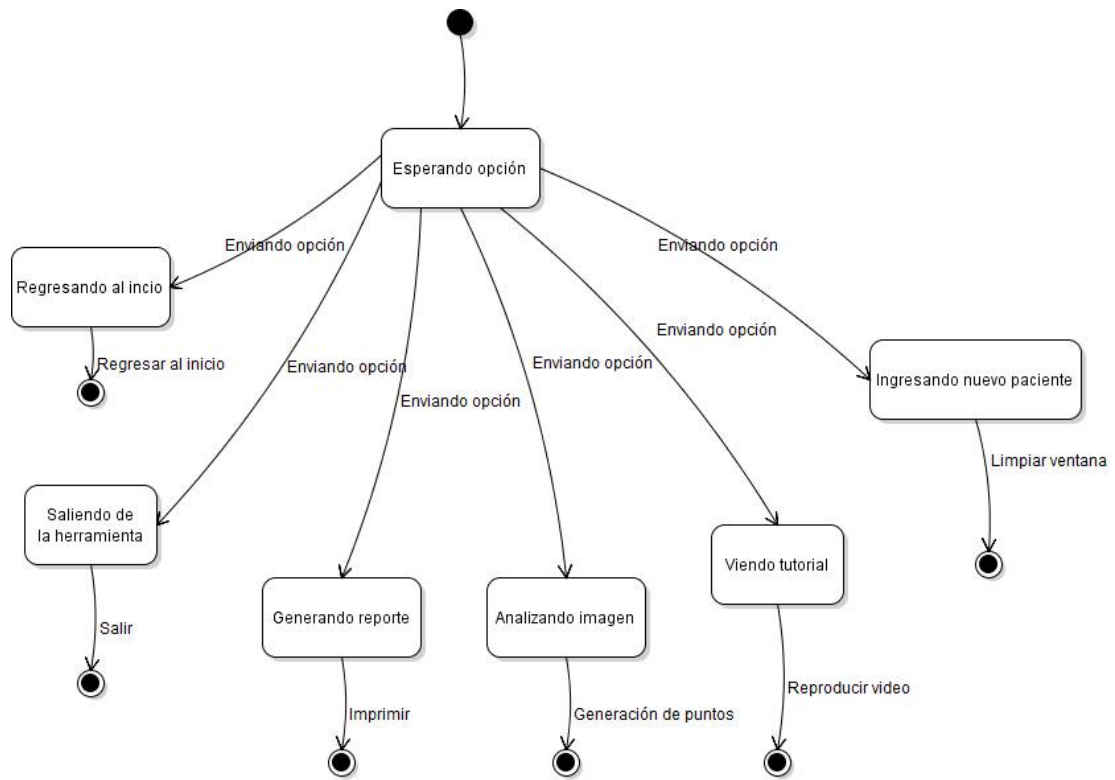 Esperando opción
Enviando opción
Enviando opción
Regresando al incio
Enviando opción
Regresar al inicio
Enviando opción
Enviando opción
Ingresando nuevo paciente
Enviando opción
Limpiar ventana
Saliendo de
la herramienta
Viendo tutorial
Generando reporte
Analizando imagen
Salir
Reproducir video
Imprimir
Generación de puntos